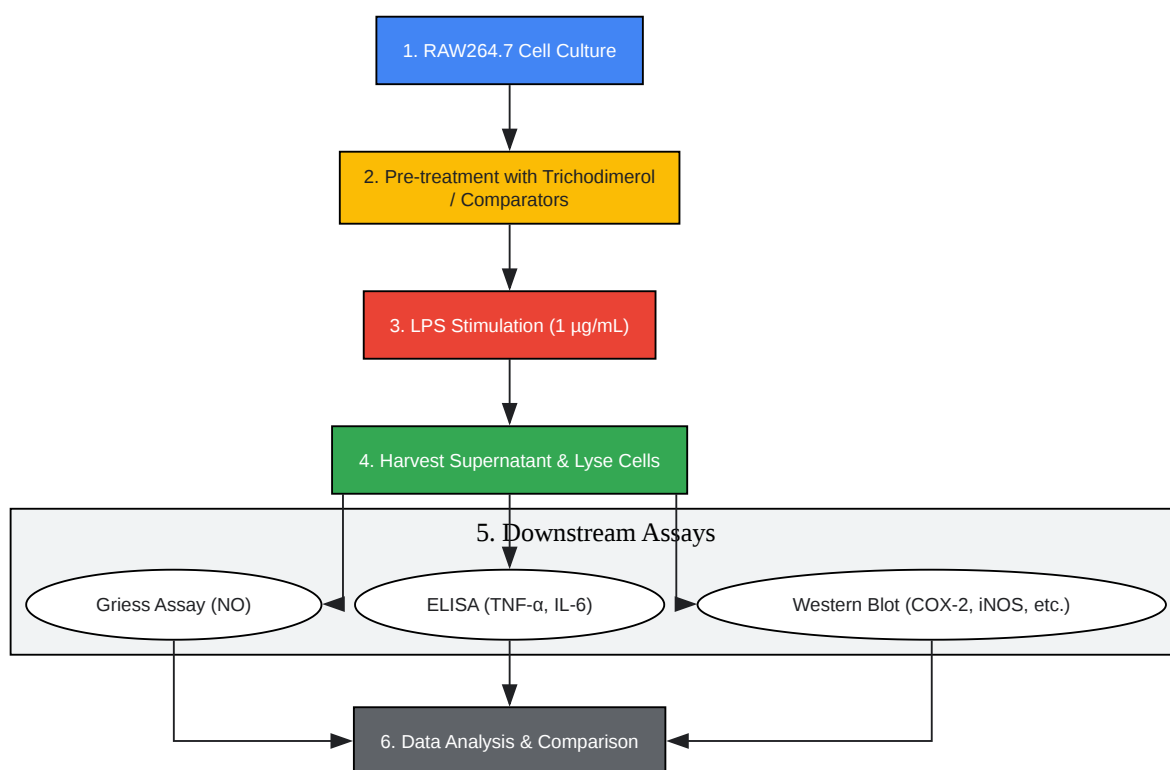 1. RAW264.7 Cell Culture
2. Pre-treatment with Trichodimerol
/ Comparators
3. LPS Stimulation (1 µg/mL)
4. Harvest Supernatant & Lyse Cells
5. Downstream Assays
Griess Assay (NO)
ELISA (TNF-α, IL-6)
Western Blot (COX-2, iNOS, etc.)
6. Data Analysis & Comparison